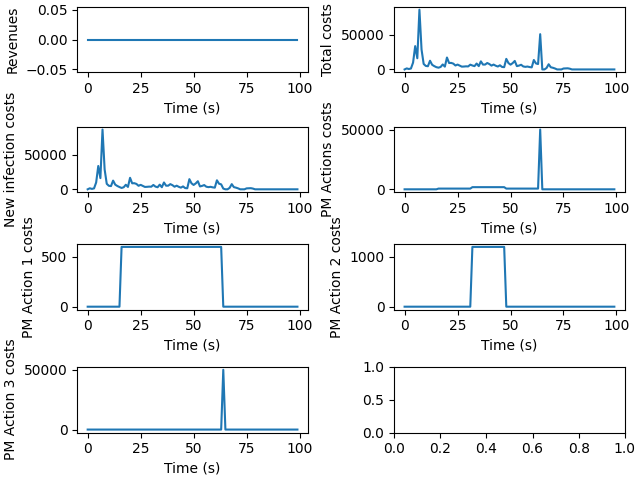 Revenues
0.05
0.00
−0.05
0 25 50 75 100
Time (s)
Total costs
50000
0
0 25 50 75 100
Time (s)
New infection costs
50000
0
0 25 50 75 100
Time (s)
PM Actions costs
50000
0
0 25 50 75 100
Time (s)
PM Action 1 costs
500
0
0 25 50 75 100
Time (s)
PM Action 2 costs
1000
0
0 25 50 75 100
Time (s)
PM Action 3 costs
50000
0
0 25 50 75 100
Time (s)
1.0
0.5
0.0
0.0 0.2 0.4 0.6 0.8 1.0